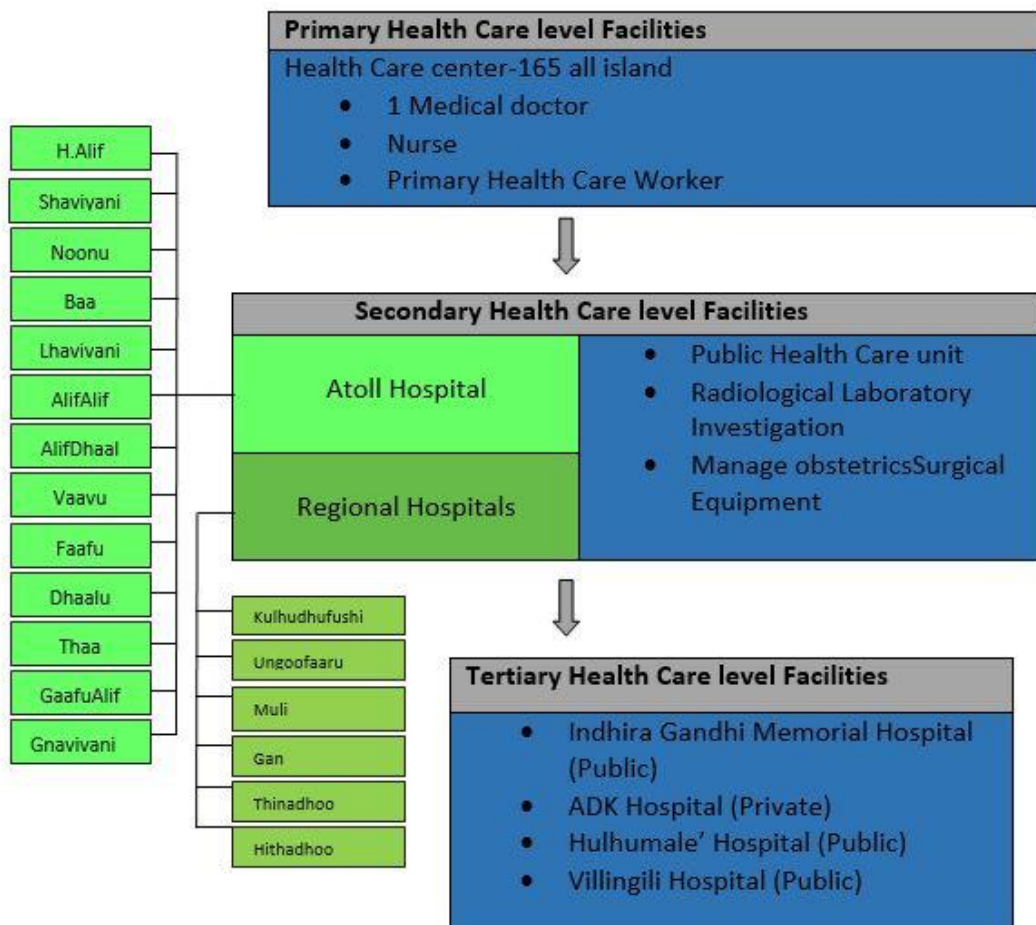 Primary Health Care level Facilities
Health Care center-165 all island
• 1 Medical doctor
• Nurse
• Primary Health Care Worker
H.Alif
Shaviyani
Noonu
Baa
Lhavivani
AlifAlif
AlifDhaal
Vaavu
Faafu
Dhaalu
Thaa
GaafuAlif
Gnavivani
Secondary Health Care level Facilities
Atoll Hospital
Regional Hospitals
• Public Health Care unit
• Radiological Laboratory
Investigation
• Manage obstetricsSurgical
Equipment
Kulhudhufushi
Ungoofaaru
Muli
Gan
Thinadhoo
Hithadhoo
Tertiary Health Care level Facilities
• Indhira Gandhi Memorial Hospital
(Public)
• ADK Hospital (Private)
• Hulhumale’ Hospital (Public)
• Villingili Hospital (Public)